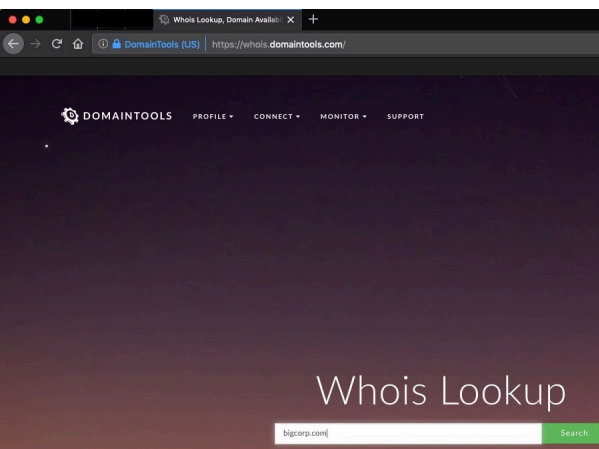 Whois Lookup, Domain Availabil
DomainTools (US) https://whois.domaintools.com/
DOMAINTOOLS PROFILE CONNECT MONITOR SUPPORT
Whois Lookup
bigcorp.com Search